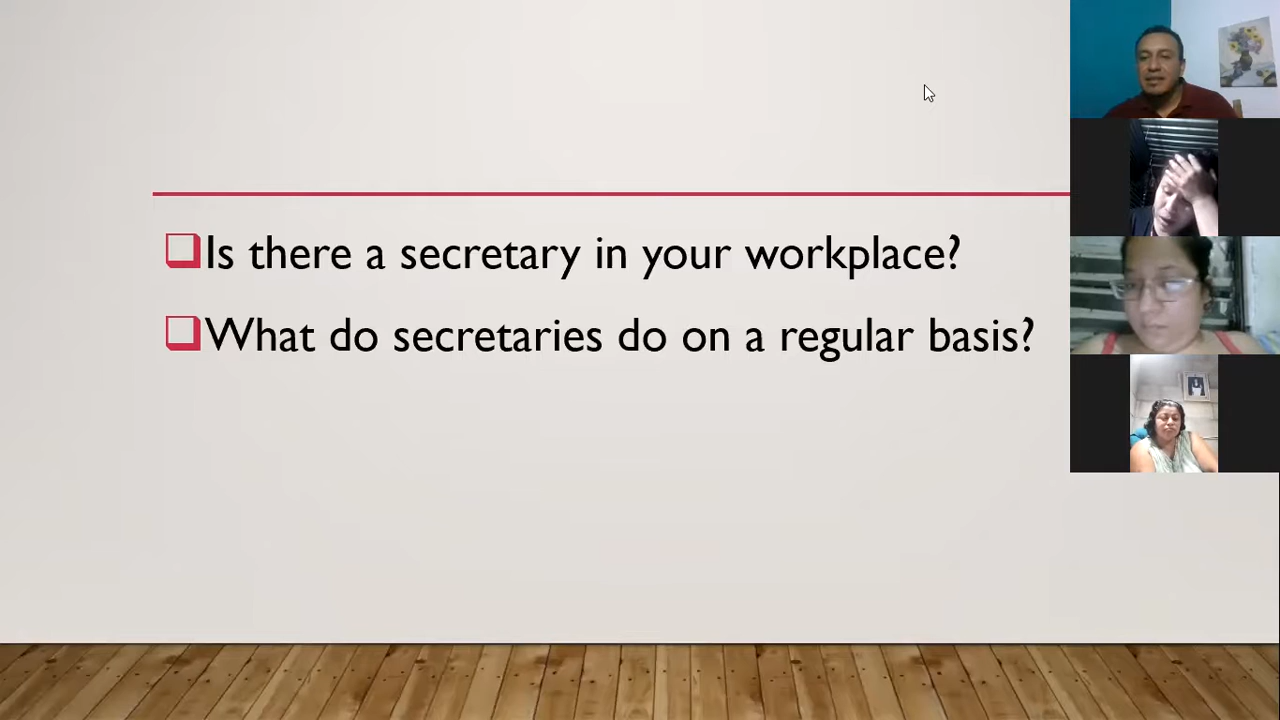 Is there a secretary in your workplace?
What do secretaries do on a regular basis?